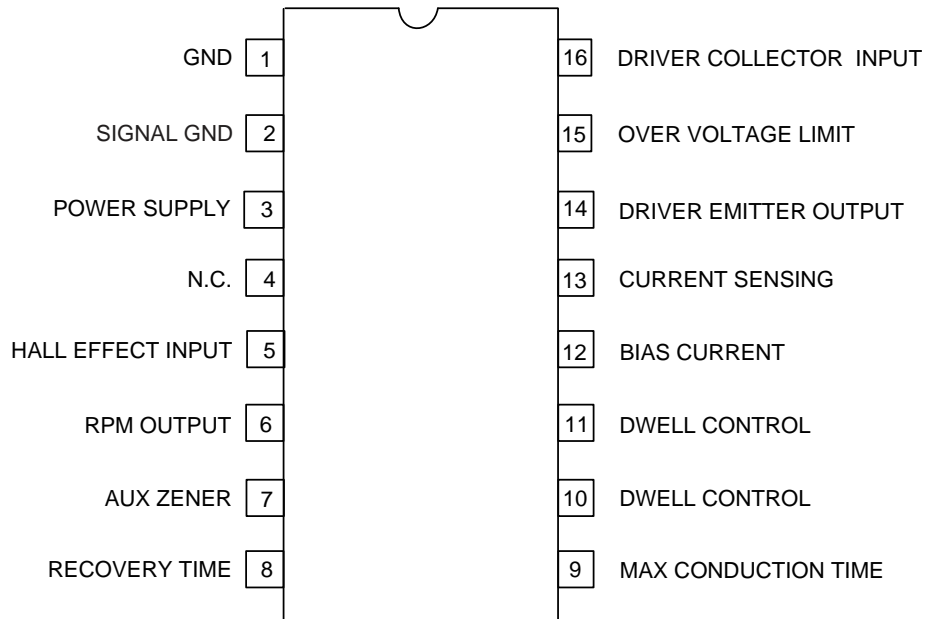 GND 1 16 DRIVER COLLECTOR INPUT
SIGNAL GND 2 15 OVER VOLTAGE LIMIT
POWER SUPPLY 3 14 DRIVER EMITTER OUTPUT
N.C. 4 13 CURRENT SENSING
HALL EFFECT INPUT 5 12 BIAS CURRENT
RPM OUTPUT 6 11 DWELL CONTROL
AUX ZENER 7 10 DWELL CONTROL
RECOVERY TIME 8 9 MAX CONDUCTION TIME